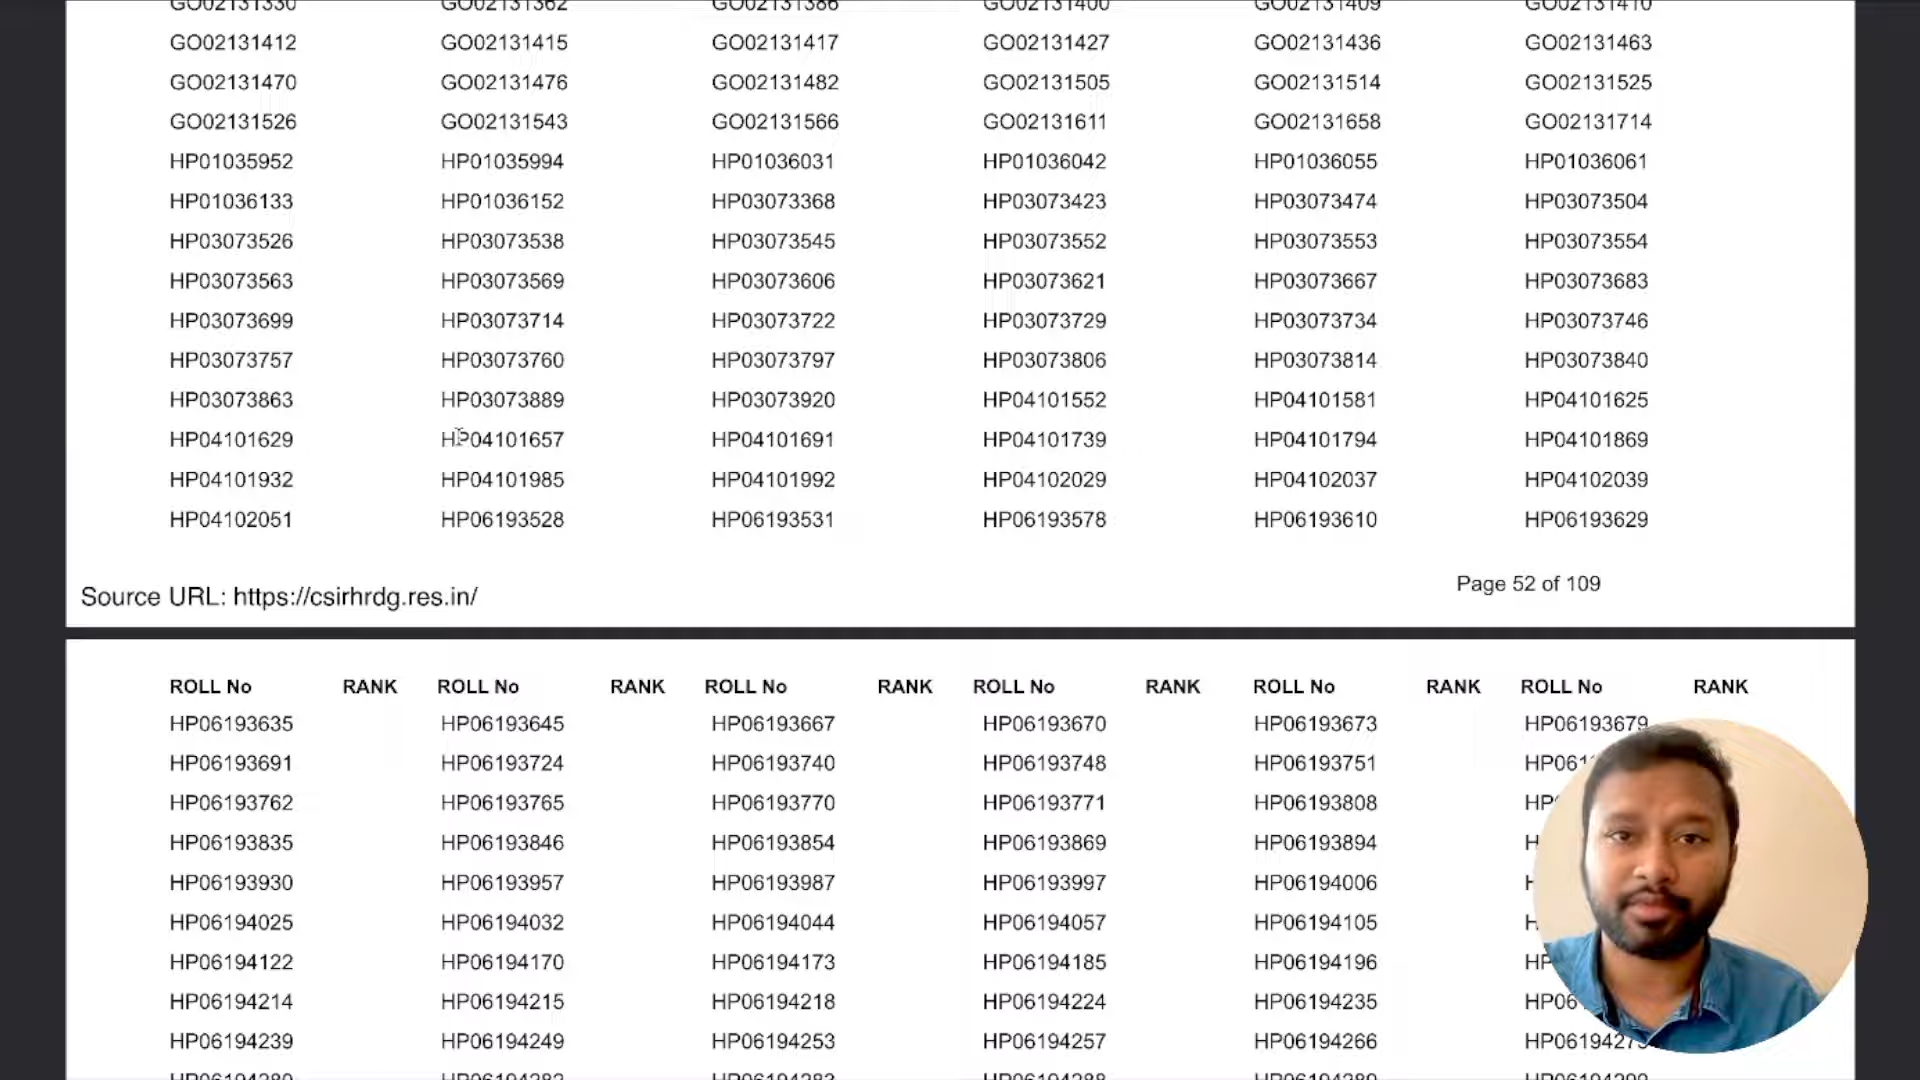 GO02131330 GO02131362 GO02131386 GO02131400 GO02131409 GO02131410
GO02131412 GO02131415 GO02131417 GO02131427 GO02131436 GO02131463
GO02131470 GO02131476 GO02131482 GO02131505 GO02131514 GO02131525
GO02131526 GO02131543 GO02131566 GO02131611 GO02131658 GO02131714
HP01035952 HP01035994 HP01036031 HP01036042 HP01036055 HP01036061
HP01036133 HP01036152 HP03073368 HP03073423 HP03073474 HP03073504
HP03073526 HP03073538 HP03073545 HP03073552 HP03073553 HP03073554
HP03073563 HP03073569 HP03073606 HP03073621 HP03073667 HP03073683
HP03073699 HP03073714 HP03073722 HP03073729 HP03073734 HP03073746
HP03073757 HP03073760 HP03073797 HP03073806 HP03073814 HP03073840
HP03073863 HP03073889 HP03073920 HP04101552 HP04101581 HP04101625
HP04101629 HP04101657 HP04101691 HP04101739 HP04101794 HP04101869
HP04101932 HP04101985 HP04101992 HP04102029 HP04102037 HP04102039
HP04102051 HP06193528 HP06193531 HP06193578 HP06193610 HP06193629
Page 52 of 109
Source URL: https://csirhrdg.res.in/
ROLL No RANK ROLL No RANK ROLL No RANK ROLL No RANK ROLL No RANK ROLL No RANK
HP06193635 HP06193645 HP06193667 HP06193670 HP06193673 HP06193679
HP06193691 HP06193724 HP06193740 HP06193748 HP06193751
HP06193762 HP06193765 HP06193770 HP06193771 HP06193808
HP06193835 HP06193846 HP06193854 HP06193869 HP06193894
HP06193930 HP06193957 HP06193987 HP06193997 HP06194006
HP06194025 HP06194032 HP06194044 HP06194057 HP06194105
HP06194122 HP06194170 HP06194173 HP06194185 HP06194196
HP06194214 HP06194215 HP06194218 HP06194224 HP06194235
HP06194239 HP06194249 HP06194253 HP06194257 HP06194266